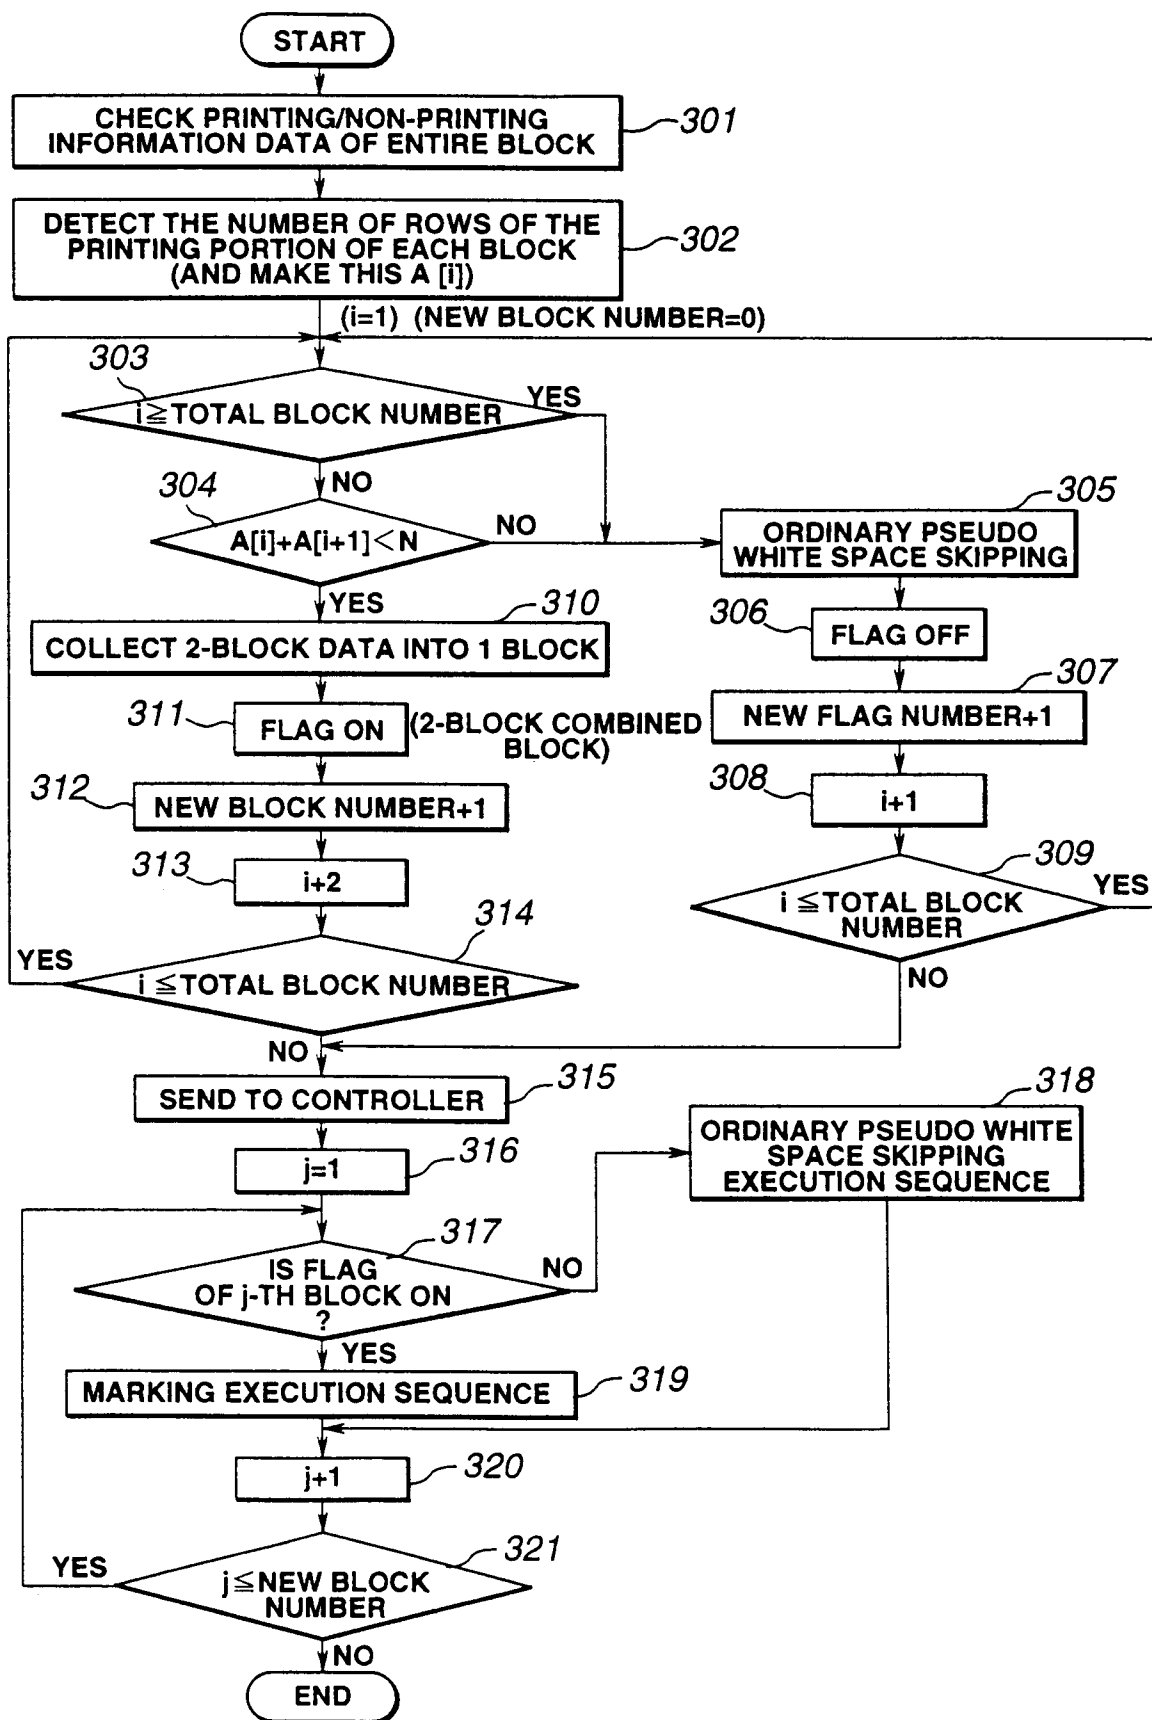 START
CHECK PRINTING/NON-PRINTING
INFORMATION DATA OF ENTIRE BLOCK
301
DETECT THE NUMBER OF ROWS OF THE
PRINTING PORTION OF EACH BLOCK
(AND MAKE THIS A [i])
302
(i=1) (NEW BLOCK NUMBER=0)
303
i≧TOTAL BLOCK NUMBER
YES
NO
304
A[i]+A[i+1]<N
NO
YES
305
ORDINARY PSEUDO
WHITE SPACE SKIPPING
306
FLAG OFF
307
NEW FLAG NUMBER+1
308
i+1
309
i≦TOTAL BLOCK
NUMBER
YES
NO
310
COLLECT 2-BLOCK DATA INTO 1 BLOCK
311
FLAG ON
(2-BLOCK COMBINED
BLOCK)
312
NEW BLOCK NUMBER+1
313
i+2
314
YES
i≦TOTAL BLOCK NUMBER
NO
315
SEND TO CONTROLLER
316
j=1
317
IS FLAG
OF j-TH BLOCK ON
?
NO
YES
318
ORDINARY PSEUDO WHITE
SPACE SKIPPING
EXECUTION SEQUENCE
MARKING EXECUTION SEQUENCE
319
j+1
320
321
YES
j≦NEW BLOCK
NUMBER
NO
END